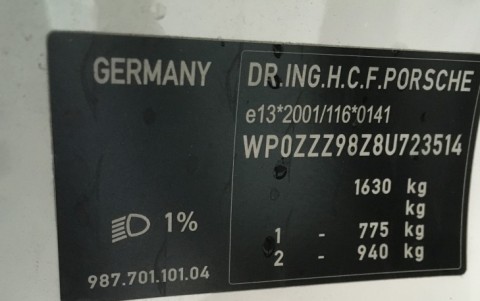 GERMANY
DR.ING.H.C.F.PORSCHE
e13*2001/116*0141
WP0ZZZ98Z8U723514
1630 kg
kg
1 - 775 kg
2 - 940 kg
1%
987.701.101.04